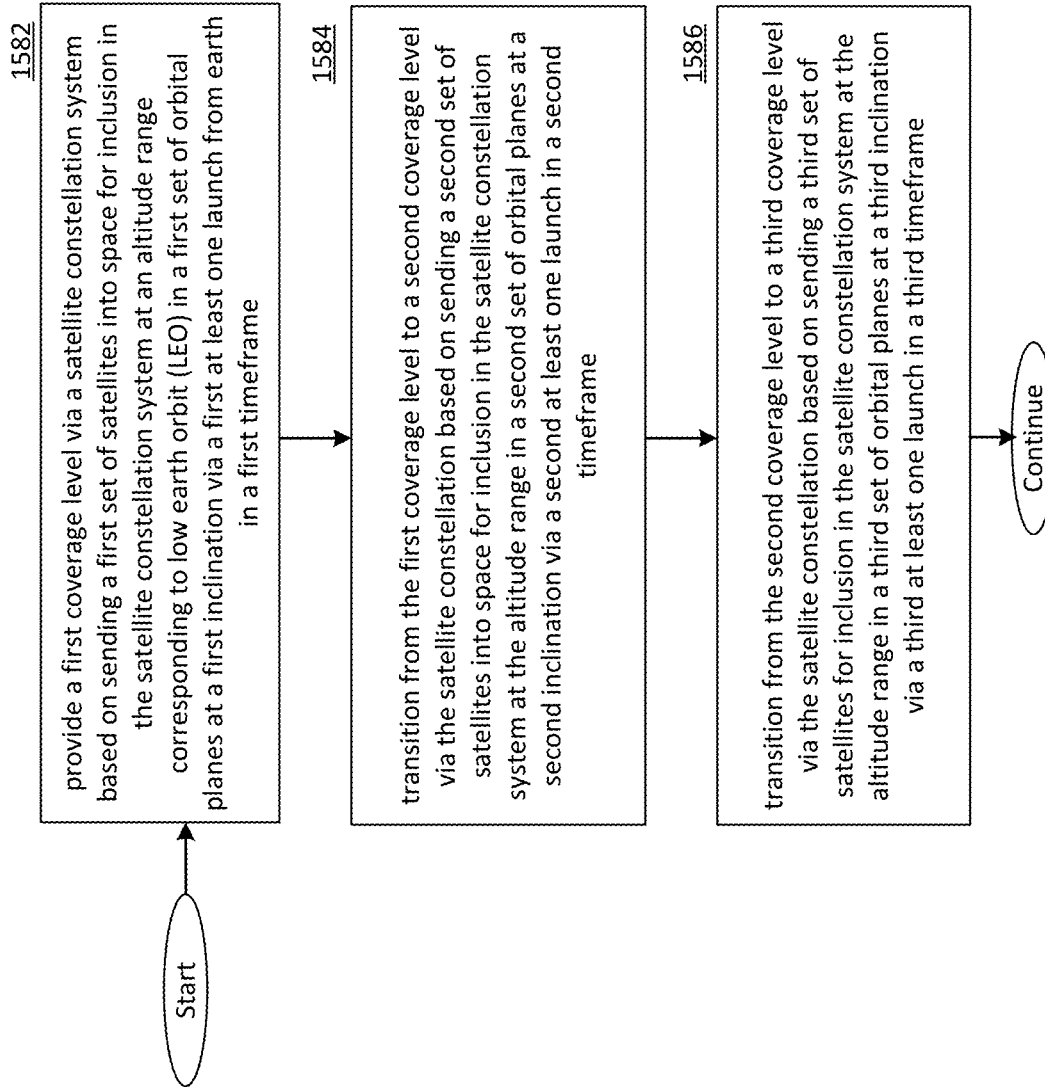 Start
1582
provide a first coverage level via a satellite constellation system
based on sending a first set of satellites into space for inclusion in
the satellite constellation system at an altitude range
corresponding to low earth orbit (LEO) in a first set of orbital
planes at a first inclination via a first at least one launch from earth
in a first timeframe
1584
transition from the first coverage level to a second coverage level
via the satellite constellation based on sending a second set of
satellites into space for inclusion in the satellite constellation
system at the altitude range in a second set of orbital planes at a
second inclination via a second at least one launch in a second
timeframe
1586
transition from the second coverage level to a third coverage level
via the satellite constellation based on sending a third set of
satellites for inclusion in the satellite constellation system at the
altitude range in a third set of orbital planes at a third inclination
via a third at least one launch in a third timeframe
Continue